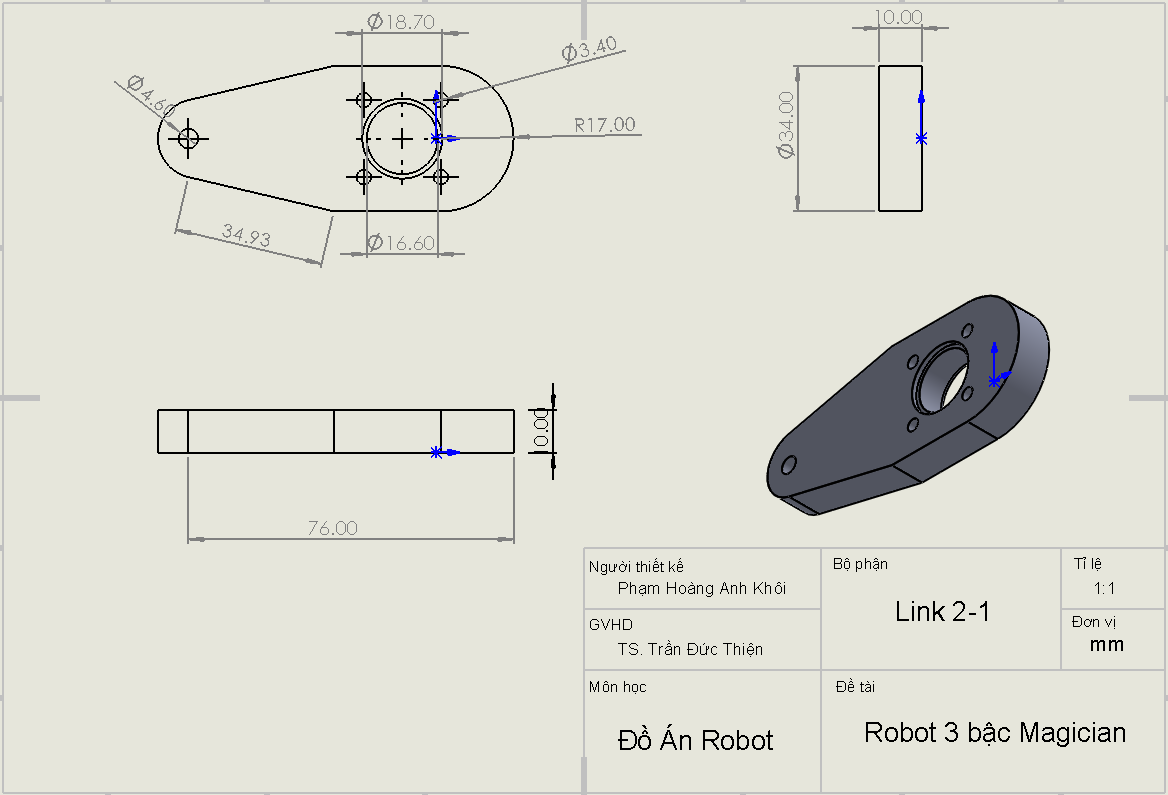 Ø18.70
10.00
Ø3.40
Ø4.60
R17.00
Ø34.00
34.93
Ø16.60
10.00
76.00
Người thiết kế
Phạm Hoàng Anh Khôi
Bộ phận
Link 2-1
Tỉ lệ
1:1
GVHD
TS. Trần Đức Thiện
Đơn vị
mm
Môn học
Đồ Án Robot
Đề tài
Robot 3 bậc Magician